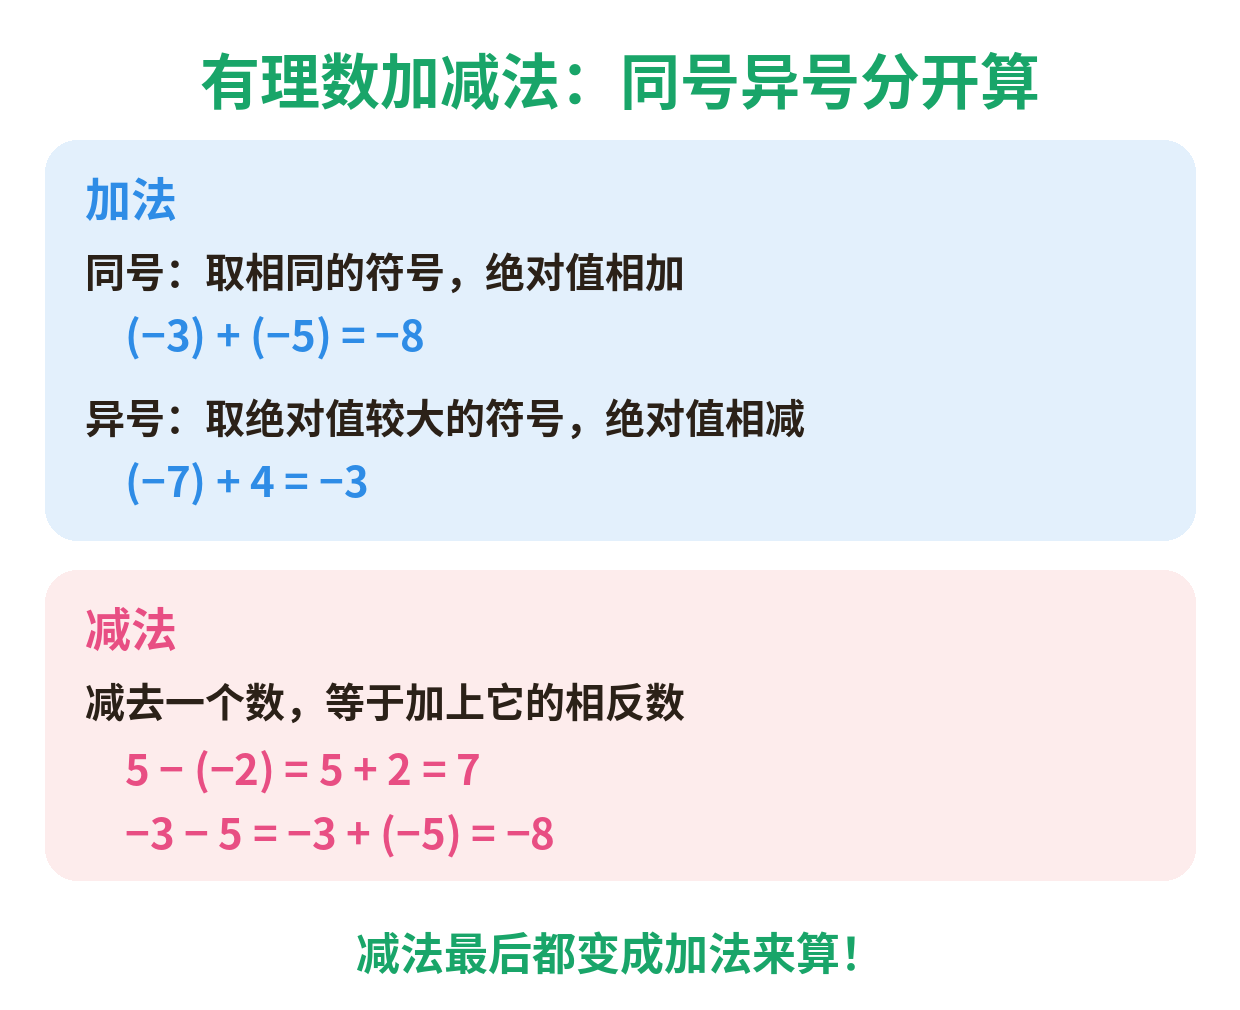 有理数加减法：同号异号分开算
加法
同号：取相同的符号，绝对值相加
(−3) + (−5) = −8
异号：取绝对值较大的符号，绝对值相减
(−7) + 4 = −3
减法
减去一个数，等于加上它的相反数
5 − (−2) = 5 + 2 = 7
−3 − 5 = −3 + (−5) = −8
减法最后都变成加法来算！